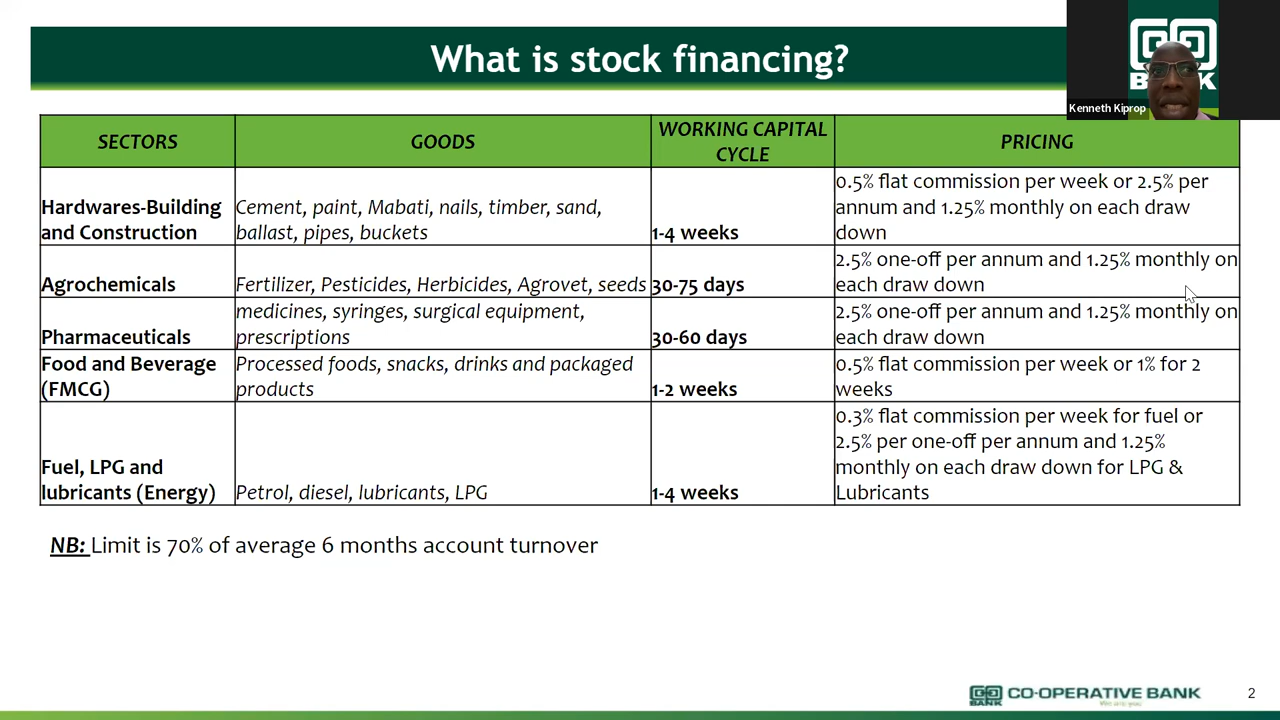 What is stock financing?
BANK
Kenneth Kiprop
SECTORS
GOODS
WORKING CAPITAL
CYCLE
PRICING
Hardwares-Building
and Construction
Cement, paint, Mabati, nails, timber, sand,
ballast, pipes, buckets
1-4 weeks
0.5% flat commission per week or 2.5% per
annum and 1.25% monthly on each draw
down
Agrochemicals
Fertilizer, Pesticides, Herbicides, Agrovet, seeds
30-75 days
2.5% one-off per annum and 1.25% monthly on
each draw down
Pharmaceuticals
medicines, syringes, surgical equipment,
prescriptions
30-60 days
2.5% one-off per annum and 1.25% monthly on
each draw down
Food and Beverage
(FMCG)
Processed foods, snacks, drinks and packaged
products
1-2 weeks
0.5% flat commission per week or 1% for 2
weeks
Fuel, LPG and
lubricants (Energy)
Petrol, diesel, lubricants, LPG
1-4 weeks
0.3% flat commission per week for fuel or
2.5% per one-off per annum and 1.25%
monthly on each draw down for LPG &
Lubricants
NB: Limit is 70% of average 6 months account turnover
BANK
CO-OPERATIVE BANK
We are you
2